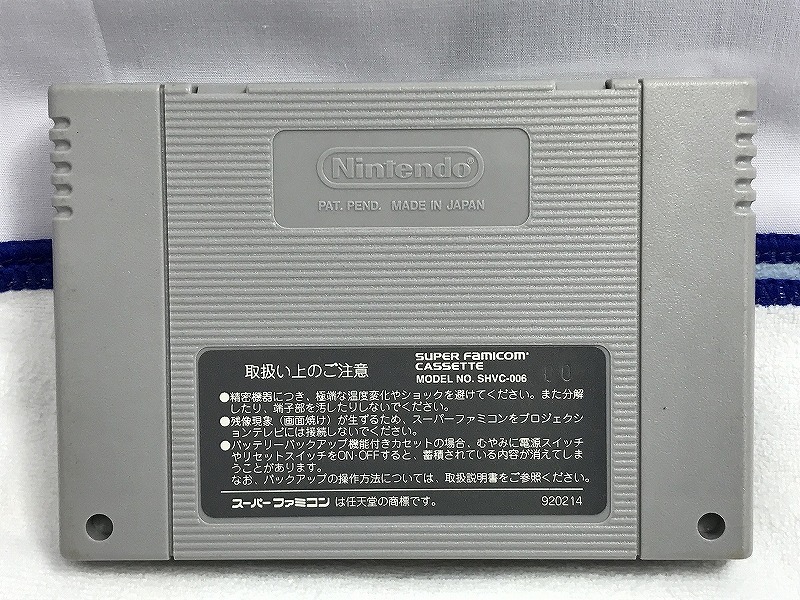 Nintendo
PAT. PEND. MADE IN JAPAN
取扱い上のご注意
SUPER FAMICOM
CASSETTE
MODEL NO. SHVC-006
●精密機器につき、極端な温度変化やショックを避けてください。また分解
したり、端子部を汚したりしないでください。
●残像現象（画面焼け）が生ずるため、スーパーファミコンをプロジェクシ
ョンテレビには接続しないでください。
●バッテリーバックアップ機能付きカセットの場合、むやみに電源スイッチ
やリセットスイッチをON・OFFすると、蓄積されている内容が消えてしま
うことがあります。
なお、バックアップの操作方法については、取扱説明書をご参照ください。
スーパーファミコン は任天堂の商標です。
920214